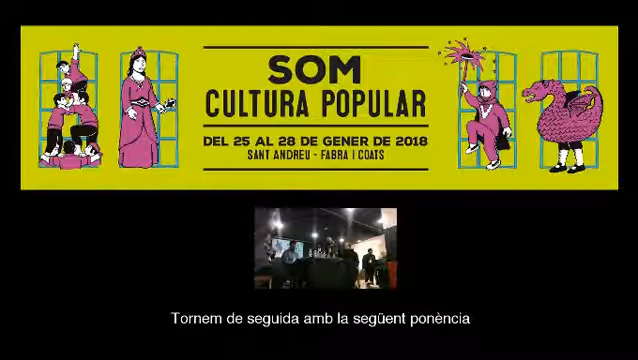 SOM
CULTURA POPULAR
DEL 25 AL 28 DE GENER DE 2018
SANT ANDREU - FABRA I COATS
Tornem de seguida amb la següent ponència